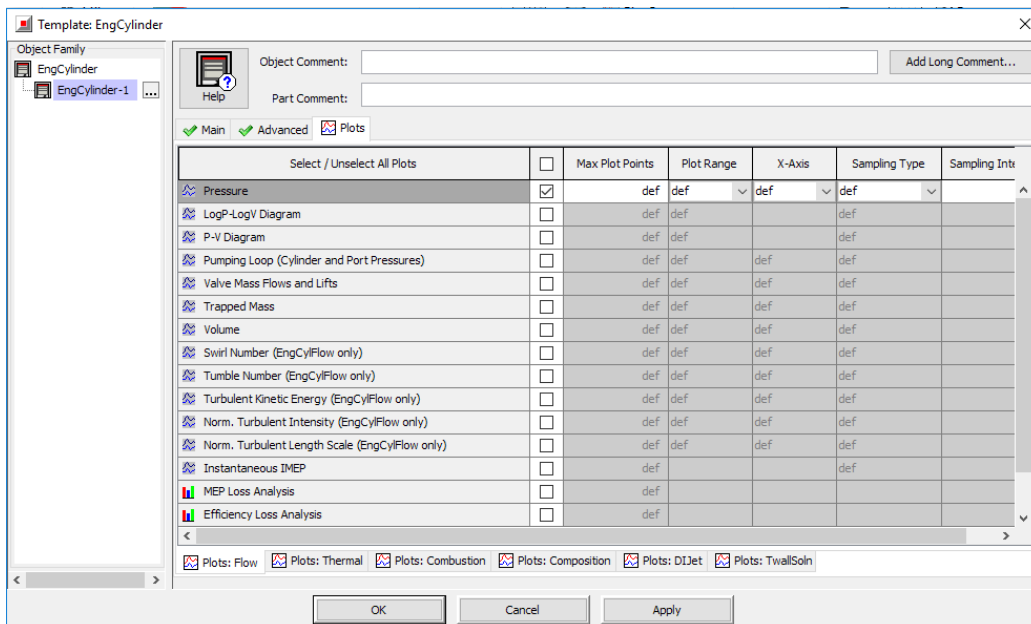 Template: EngCylinder
Object Family
EngCylinder
EngCylinder-1 ...
Help
Object Comment:
Add Long Comment...
Part Comment:
Main Advanced Plots
Select / Unselect All Plots Max Plot Points Plot Range X-Axis Sampling Type Sampling Inte
Pressure def def def def
LogP-LogV Diagram def def def
P-V Diagram def def def
Pumping Loop (Cylinder and Port Pressures) def def def def
Valve Mass Flows and Lifts def def def def
Trapped Mass def def def def
Volume def def def def
Swirl Number (EngCylFlow only) def def def def
Tumble Number (EngCylFlow only) def def def def
Turbulent Kinetic Energy (EngCylFlow only) def def def def
Norm. Turbulent Intensity (EngCylFlow only) def def def def
Norm. Turbulent Length Scale (EngCylFlow only) def def def def
Instantaneous IMEP def def
MEP Loss Analysis def
Efficiency Loss Analysis def
Plots: Flow Plots: Thermal Plots: Combustion Plots: Composition Plots: DIJet Plots: TwallSoln
OK Cancel Apply